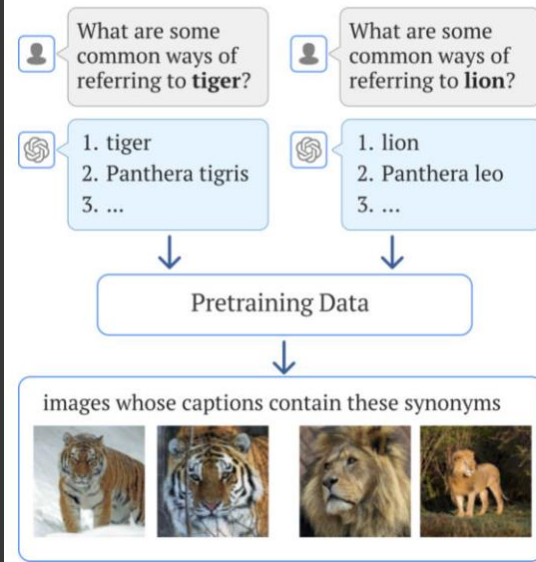 What are some
common ways of
referring to tiger?
What are some
common ways of
referring to lion?
1. tiger
2. Panthera tigris
3. ...
1. lion
2. Panthera leo
3. ...
Pretraining Data
images whose captions contain these synonyms